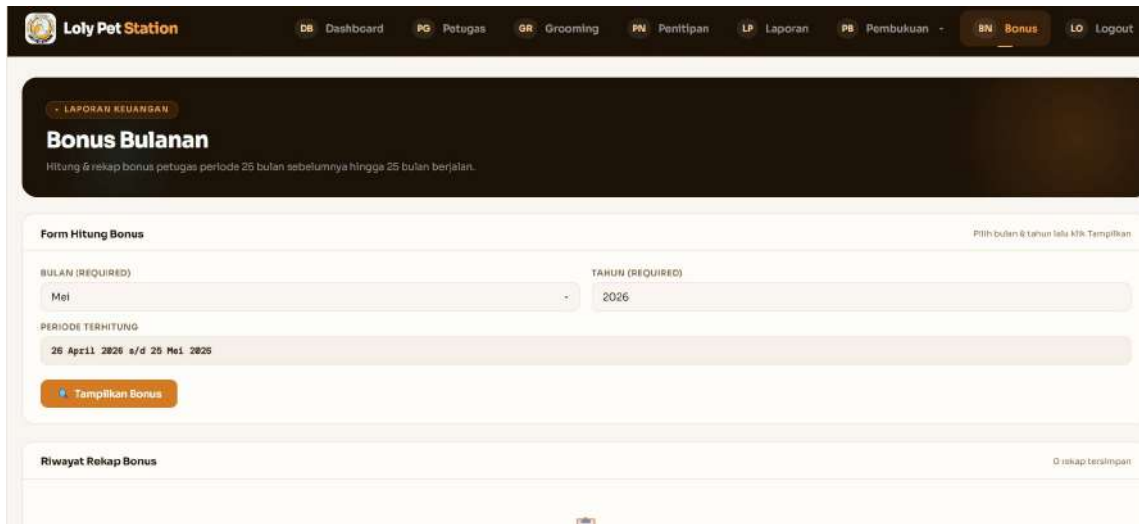 Loly Pet Station
DB Dashboard PG Petugas GR Grooming PN Penitipan LP Laporan PB Pembukuan BN Bonus LO Logout
LAPORAN KEUANGAN
Bonus Bulanan
Hitung & rekap bonus petugas periode 26 bulan sebelumnya hingga 25 bulan berjalan.
Form Hitung Bonus
Pilih bulan & tahun lalu klik Tampilkan
BULAN (REQUIRED) TAHUN (REQUIRED)
Mei 2026
PERIODE TERHITUNG
26 April 2026 s/d 25 Mei 2026
Tampilkan Bonus
Riwayat Rekap Bonus
0 rekap tersimpan